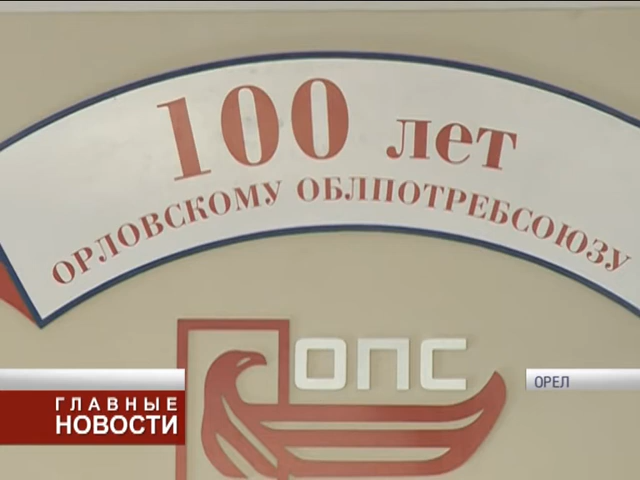 100 лет
ОРЛОВСКОМУ ОБЛПОТРЕБСОЮЗУ
ОПС
ОРЕЛ
ГЛАВНЫЕ
НОВОСТИ